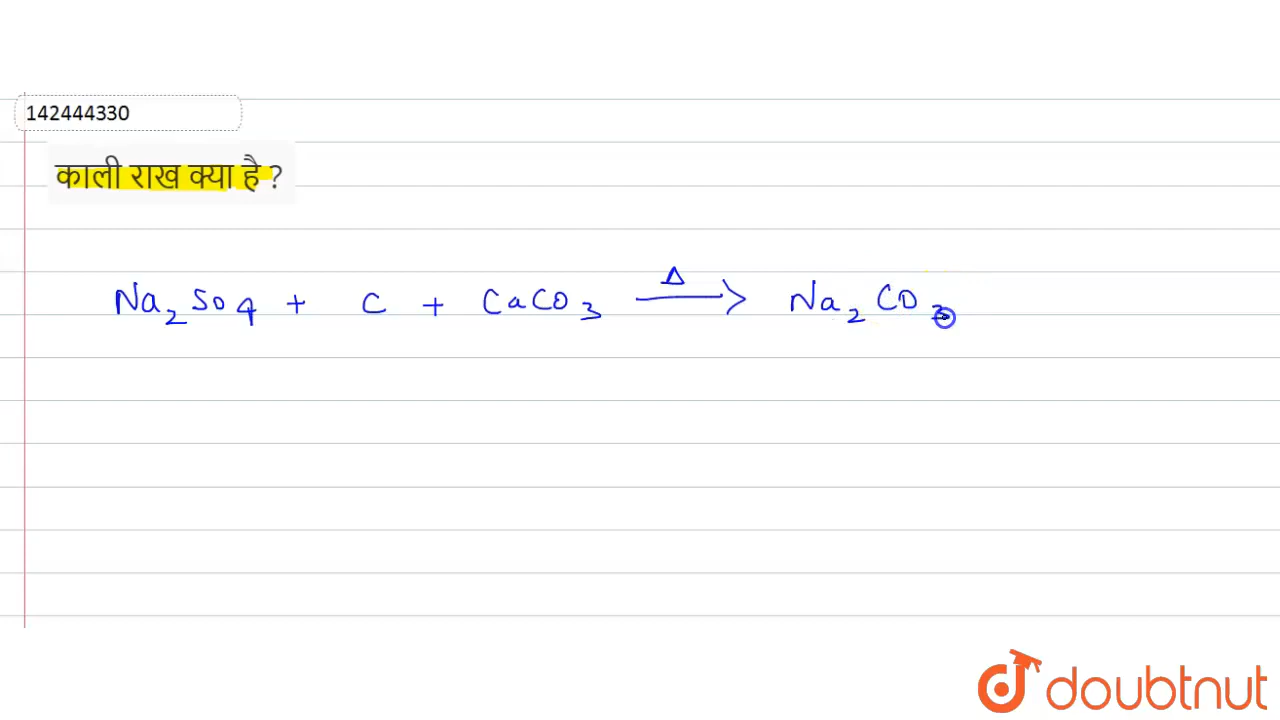 142444330
काली राख क्या है ?
Na₂SO₄ + C + CaCO₃ —Δ→ Na₂CO₃
doubtnut